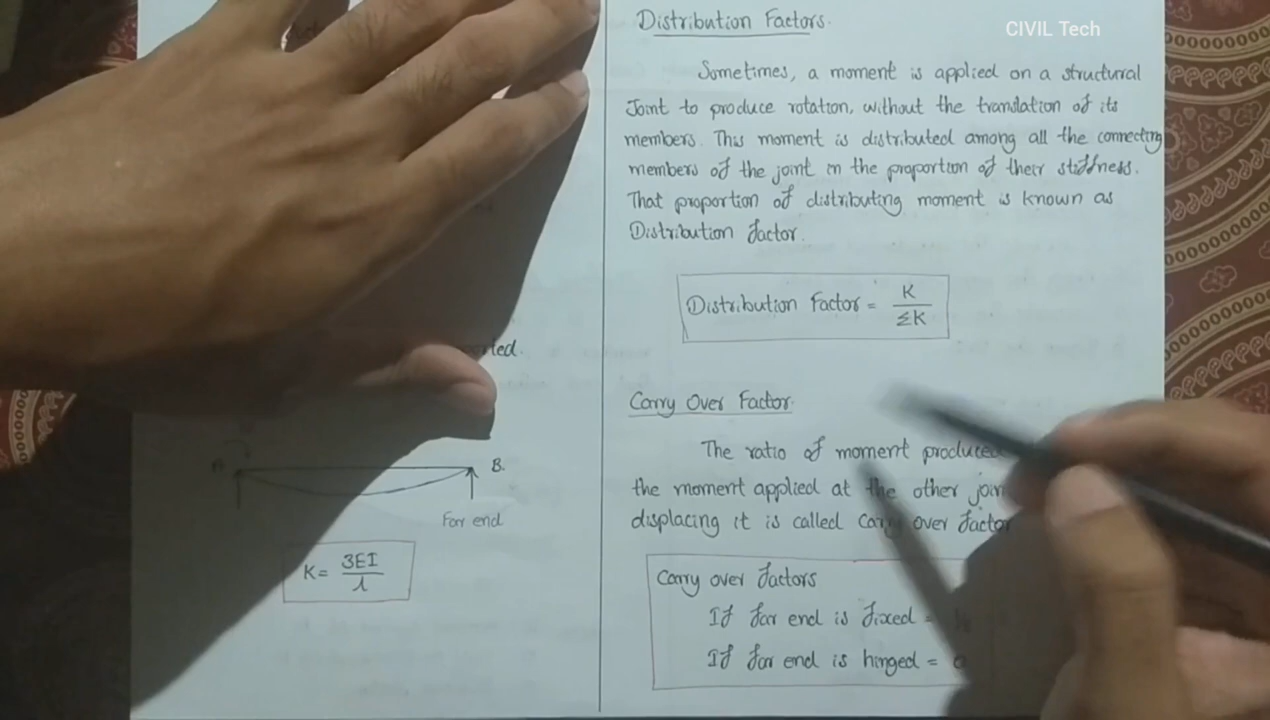 CIVIL Tech
A
B.
Far end
K= 3EI
l
Distribution Factors.
Sometimes, a moment is applied on a structural
Joint to produce rotation, without the translation of its
members. This moment is distributed among all the connecting
members of the joint in the proportion of their stiffness.
That proportion of distributing moment is known as
Distribution factor.
Distribution Factor = K
ΣK
Carry Over Factor.
The ratio of moment produced
the moment applied at the other join
displacing it is called Carry over factor
Carry over factors
If far end is fixed =
If far end is hinged =